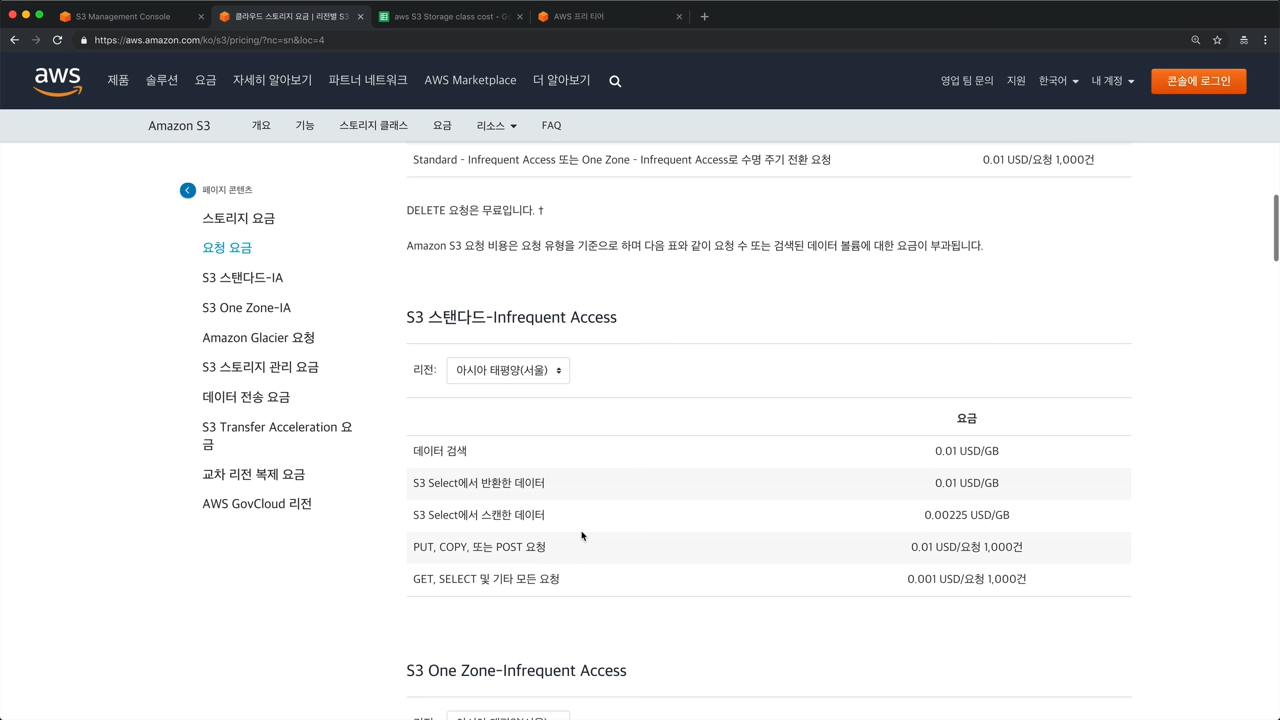 S3 Management Console
클라우드 스토리지 요금 | 리전별 S3
aws S3 Storage class cost - Go
AWS 프리 티어
https://aws.amazon.com/ko/s3/pricing/?nc=sn&loc=4
aws
제품 솔루션 요금 자세히 알아보기 파트너 네트워크 AWS Marketplace 더 알아보기
영업 팀 문의 지원 한국어 내 계정 콘솔에 로그인
Amazon S3 개요 기능 스토리지 클래스 요금 리소스 FAQ
Standard - Infrequent Access 또는 One Zone - Infrequent Access로 수명 주기 전환 요청 0.01 USD/요청 1,000건
페이지 콘텐츠
스토리지 요금
요청 요금
S3 스탠다드-IA
S3 One Zone-IA
Amazon Glacier 요청
S3 스토리지 관리 요금
데이터 전송 요금
S3 Transfer Acceleration 요
금
교차 리전 복제 요금
AWS GovCloud 리전
DELETE 요청은 무료입니다. †
Amazon S3 요청 비용은 요청 유형을 기준으로 하며 다음 표와 같이 요청 수 또는 검색된 데이터 볼륨에 대한 요금이 부과됩니다.
S3 스탠다드-Infrequent Access
리전: 아시아 태평양(서울)
요금
데이터 검색 0.01 USD/GB
S3 Select에서 반환한 데이터 0.01 USD/GB
S3 Select에서 스캔한 데이터 0.00225 USD/GB
PUT, COPY, 또는 POST 요청 0.01 USD/요청 1,000건
GET, SELECT 및 기타 모든 요청 0.001 USD/요청 1,000건
S3 One Zone-Infrequent Access